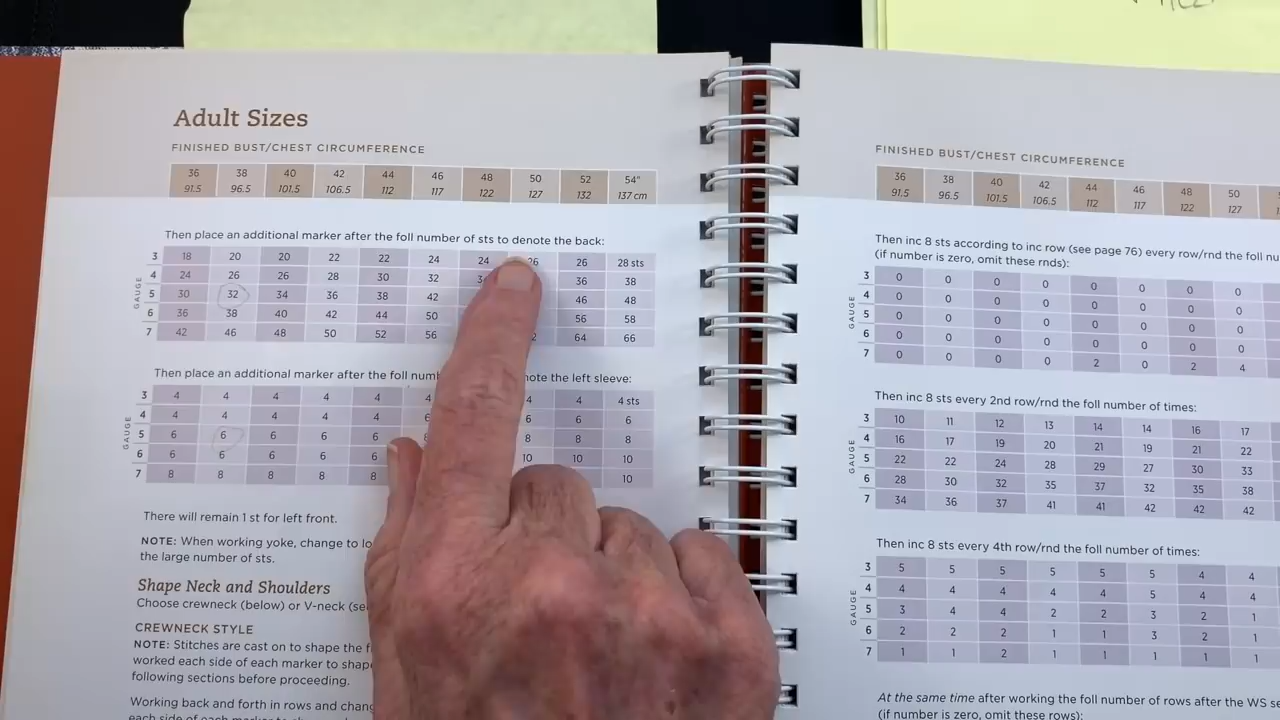 Adult Sizes
FINISHED BUST/CHEST CIRCUMFERENCE
36 38 42 44 46 50 52 54"
91.5 96.5 101.5 106.5 112 117 127 132 137 cm
Then place an additional marker after the foll number of sts to denote the back:
GAUGE
3 18 20 22 22 24 24 26 26 28 sts
4 24 26 26 30 32 36 38
5 30 32 34 36 38 42 46 48
6 36 38 40 42 44 50 56 58
7 42 46 48 50 52 56 64 66
Then place an additional marker after the foll num note the left sleeve:
GAUGE
3 4 4 4 4 4 4 4 4 sts
4 4 4 4 4 4 6 6 6
5 6 6 6 6 8 8 8
6 6 6 6 6 10 10 10
7 8 8 8 8 8 10
There will remain 1 st for left front.
NOTE: When working yoke, change to lo
the large number of sts.
Shape Neck and Shoulders
Choose crewneck (below) or V-neck (se
CREWNECK STYLE
NOTE: Stitches are cast on to sides of f
worked each side of each marker to shape
following sections before proceeding
Working back and forth in rows and
each side of each marker
FINISHED BUST/CHEST CIRCUMFERENCE
36 38 40 42 44 46 50
91.5 96.5 101.5 106.5 112 117 122 127
Then inc 8 sts according to inc row (see page 76) every row/rnd the foll nu
(if number is zero, omit these rnds):
GAUGE
3 0 0 0 0 0 0 0
4 0 0 0 0 0 0 0 0
5 0 0 0 0 0 0 0 0
6 0 0 0 0 0 0 0 0
7 0 0 0 0 2 0 0 0
Then inc 8 sts every 2nd row/rnd the foll number of times:
GAUGE
3 10 11 12 13 14 16 17
4 16 17 19 20 21 19 21 22
5 22 22 24 28 29 30 33
6 28 30 32 35 37 32 35 38
7 34 36 37 41 41 42 42 42
Then inc 8 sts every 4th row/rnd the foll number of times:
GAUGE
3 5 5 5 5 5 5 4
4 4 4 4 4 5 4
5 3 4 2 2 3 2 1
6 2 2 2 1 3 2 1
7 1 2 1 1 1 1 1
At the same time after working the foll number of rows after the WS se
(if number is zero, omit these rows):